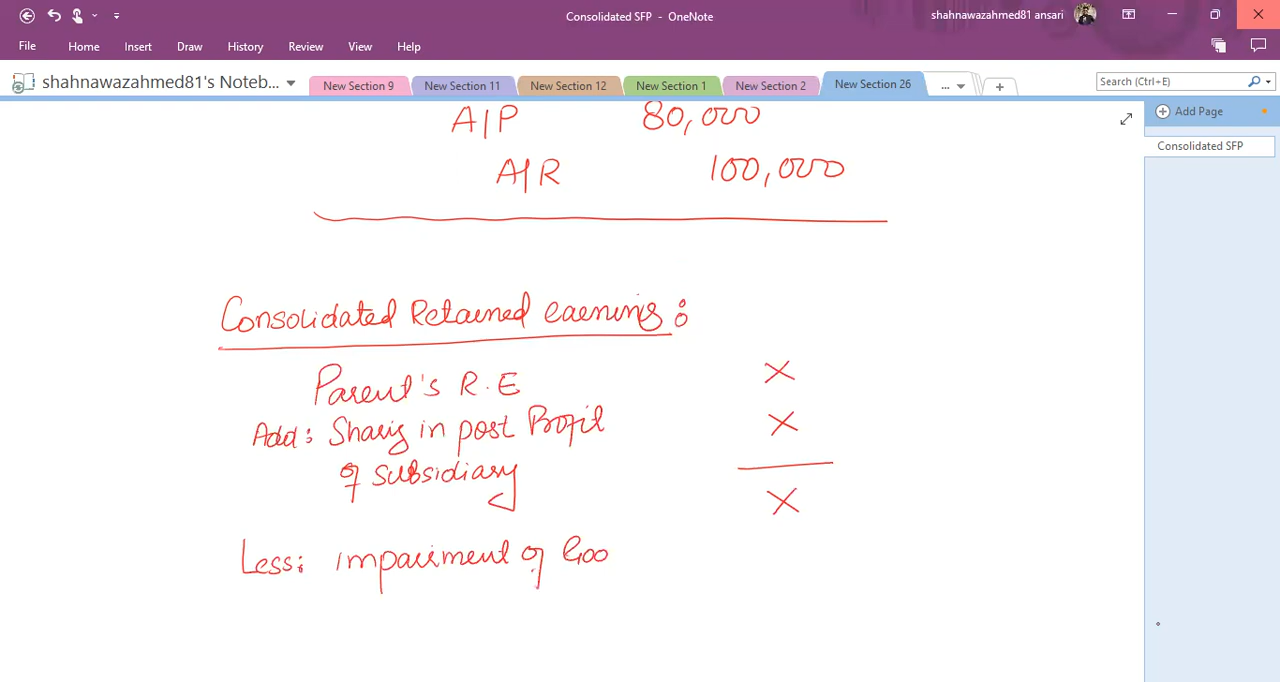 Consolidated SFP - OneNote
shahnawazahmed81 ansari
File Home Insert Draw History Review View Help
shahnawazahmed81's Noteb...
New Section 9
New Section 11
New Section 12
New Section 1
New Section 2
New Section 26
...
Search (Ctrl+E)
Add Page
Consolidated SFP
A/P 80,000
A/R 100,000
Consolidated Retained earnings:
Parent's R.E X
Add: Sharing in post Profit X
of subsidiary
X
Less: impairment of Goo